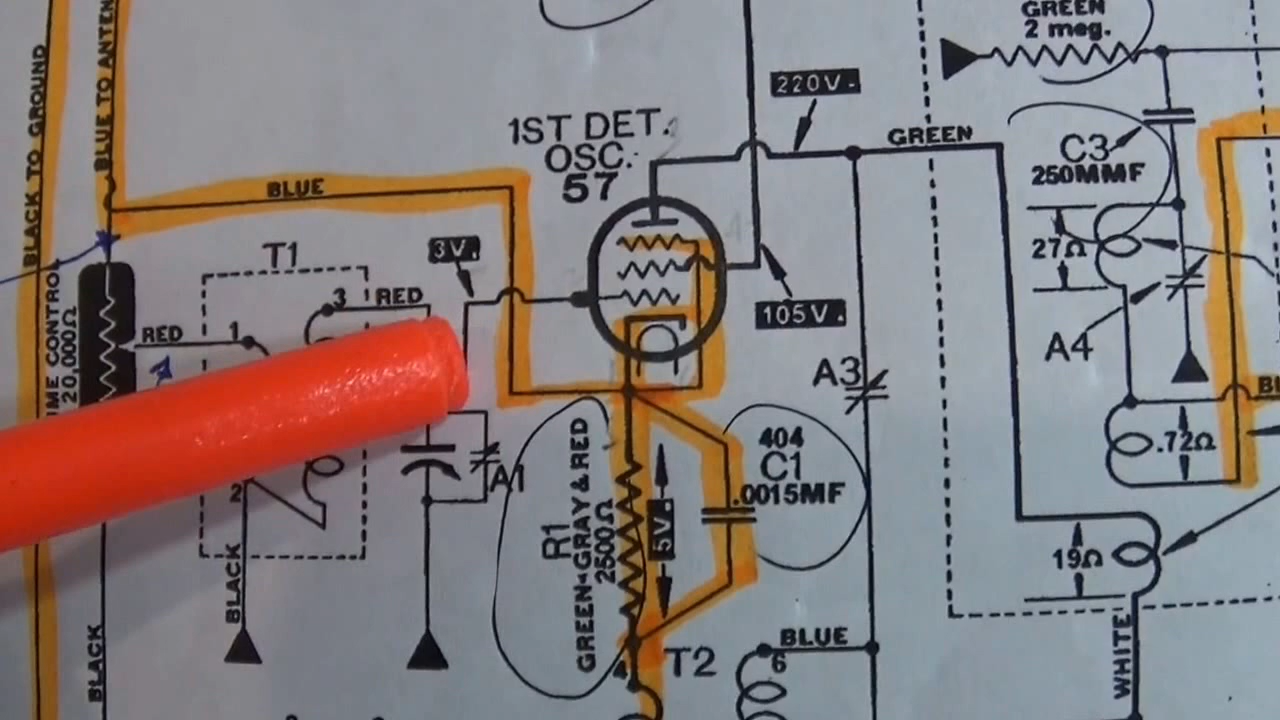 BLACK TO GROUND
BLUE TO ANTEN
GREEN
2 meg.
220V.
1ST DET.
OSC.
57
GREEN
C3
250MMF
BLUE
27Ω
T1
3V.
105V.
A4
3
RED
RED
1
20,000Ω
A3
.72Ω
404
C1
.0015MF
A1
2
R1
GREEN-GRAY & RED
2500Ω
5V.
19Ω
BLACK
BLACK
4
T2
BLUE
6
WHITE